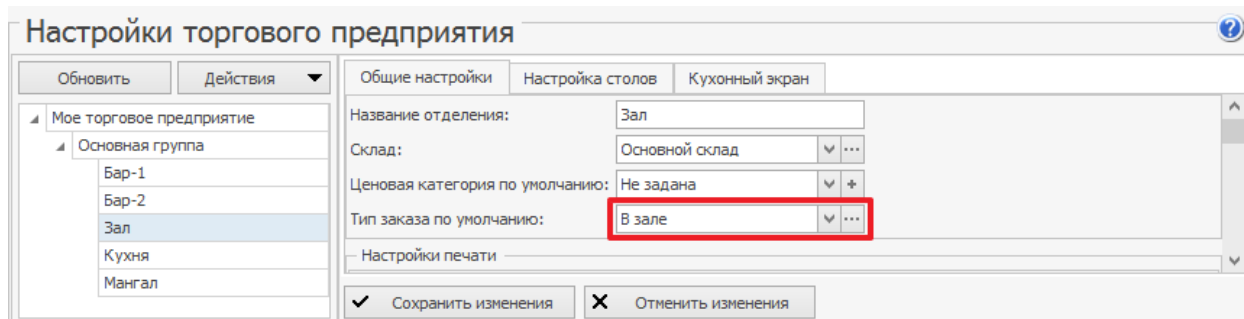 Настройки торгового предприятия
Обновить Действия
Мое торговое предприятие
Основная группа
Бар-1
Бар-2
Зал
Кухня
Мангал
Общие настройки Настройка столов Кухонный экран
Название отделения: Зал
Склад: Основной склад
Ценовая категория по умолчанию: Не задана
Тип заказа по умолчанию: В зале
Настройки печати
Сохранить изменения Отменить изменения